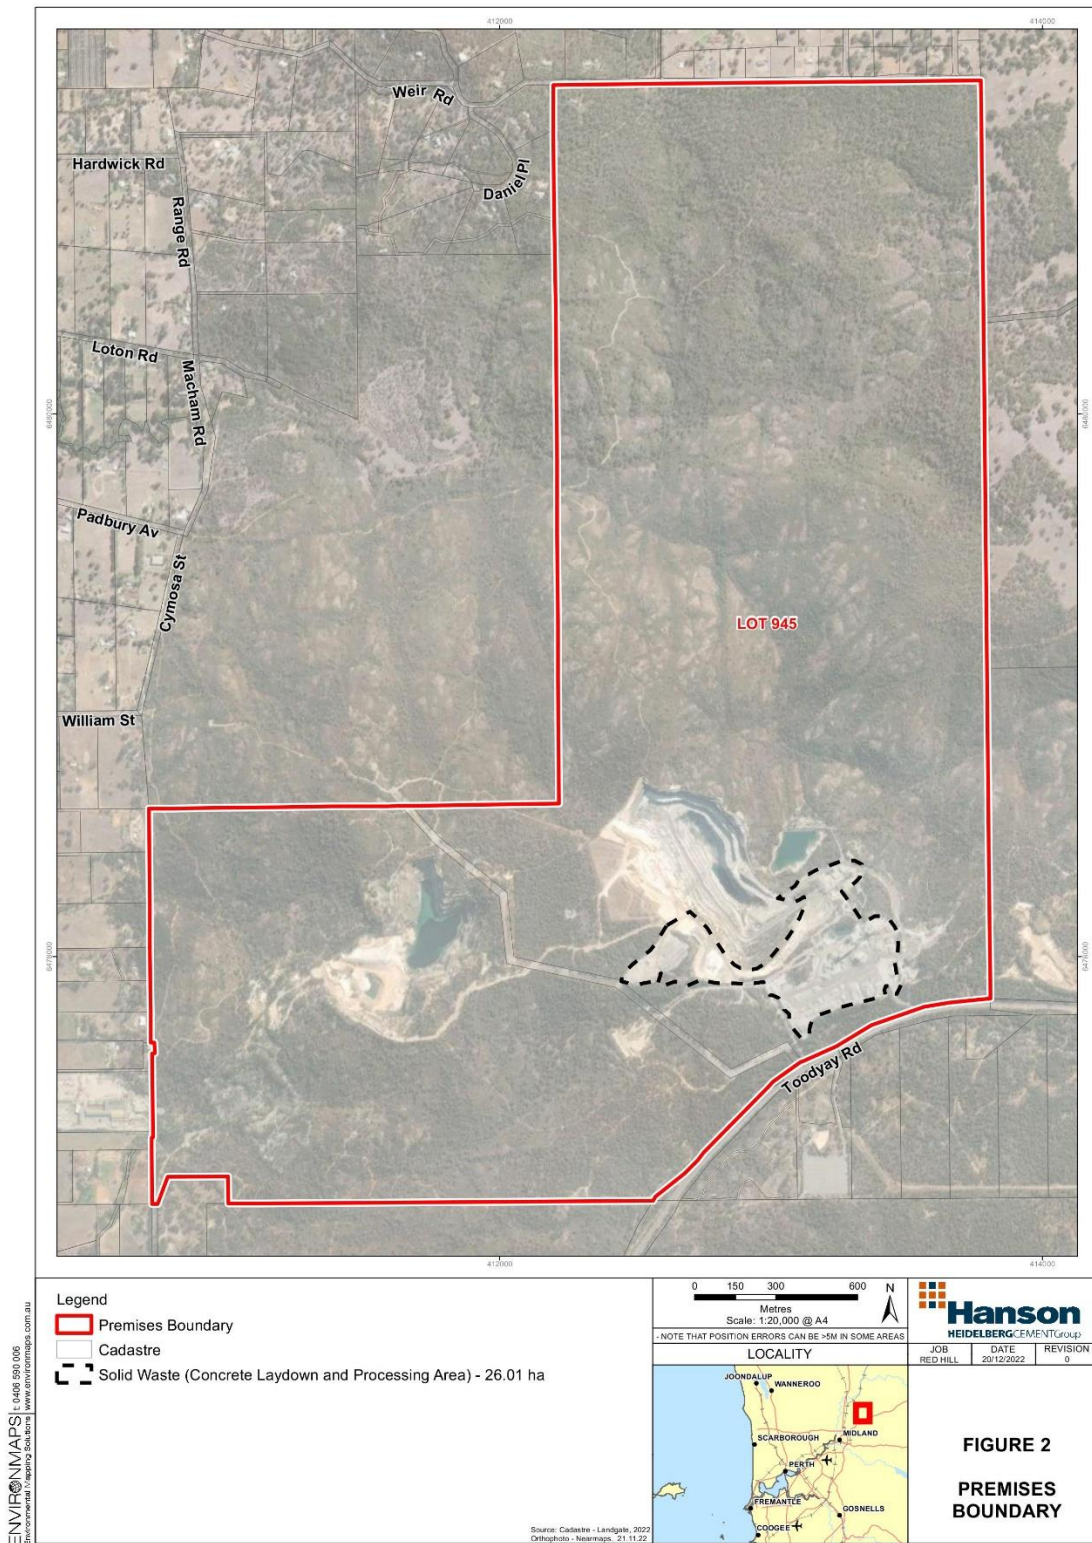 412000
414000
Weir Rd
Hardwick Rd
Daniel Pl
Range Rd
Loton Rd
Macham Rd
6480000
6480000
Padbury Av
Cymosa St
LOT 945
William St
6478000
6478000
Toodyay Rd
412000
414000
Legend
Premises Boundary
Cadastre
Solid Waste (Concrete Laydown and Processing Area) - 26.01 ha
0 150 300 600
N
Metres
Scale: 1:20,000 @ A4
- NOTE THAT POSITION ERRORS CAN BE >5M IN SOME AREAS
LOCALITY
JOONDALUP
WANNEROO
SCARBOROUGH
MIDLAND
PERTH
FREMANTLE
GOSNELLS
COOGEE
Hanson
HEIDELBERGCEMENTGroup
JOB
RED HILL
DATE
20/12/2022
REVISION
0
FIGURE 2
PREMISES
BOUNDARY
Source: Cadastre - Landgate, 2022
Orthophoto - Nearmaps. 21.11.22
ENVIRONMAPS
Environmental Mapping Solutions
t: 0406 590 006
www.environmaps.com.au